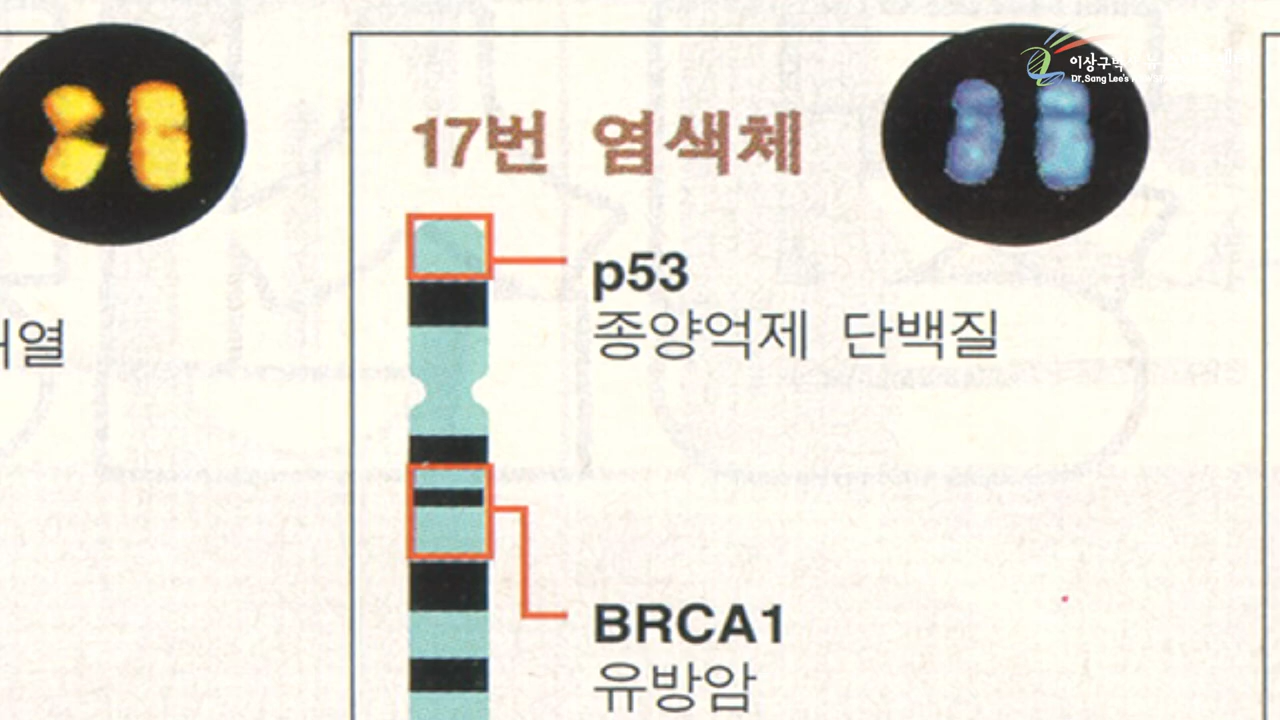 이상구
Dr.Sang Lee's
17번 염색체
p53
종양억제 단백질
열
BRCA1
유방암